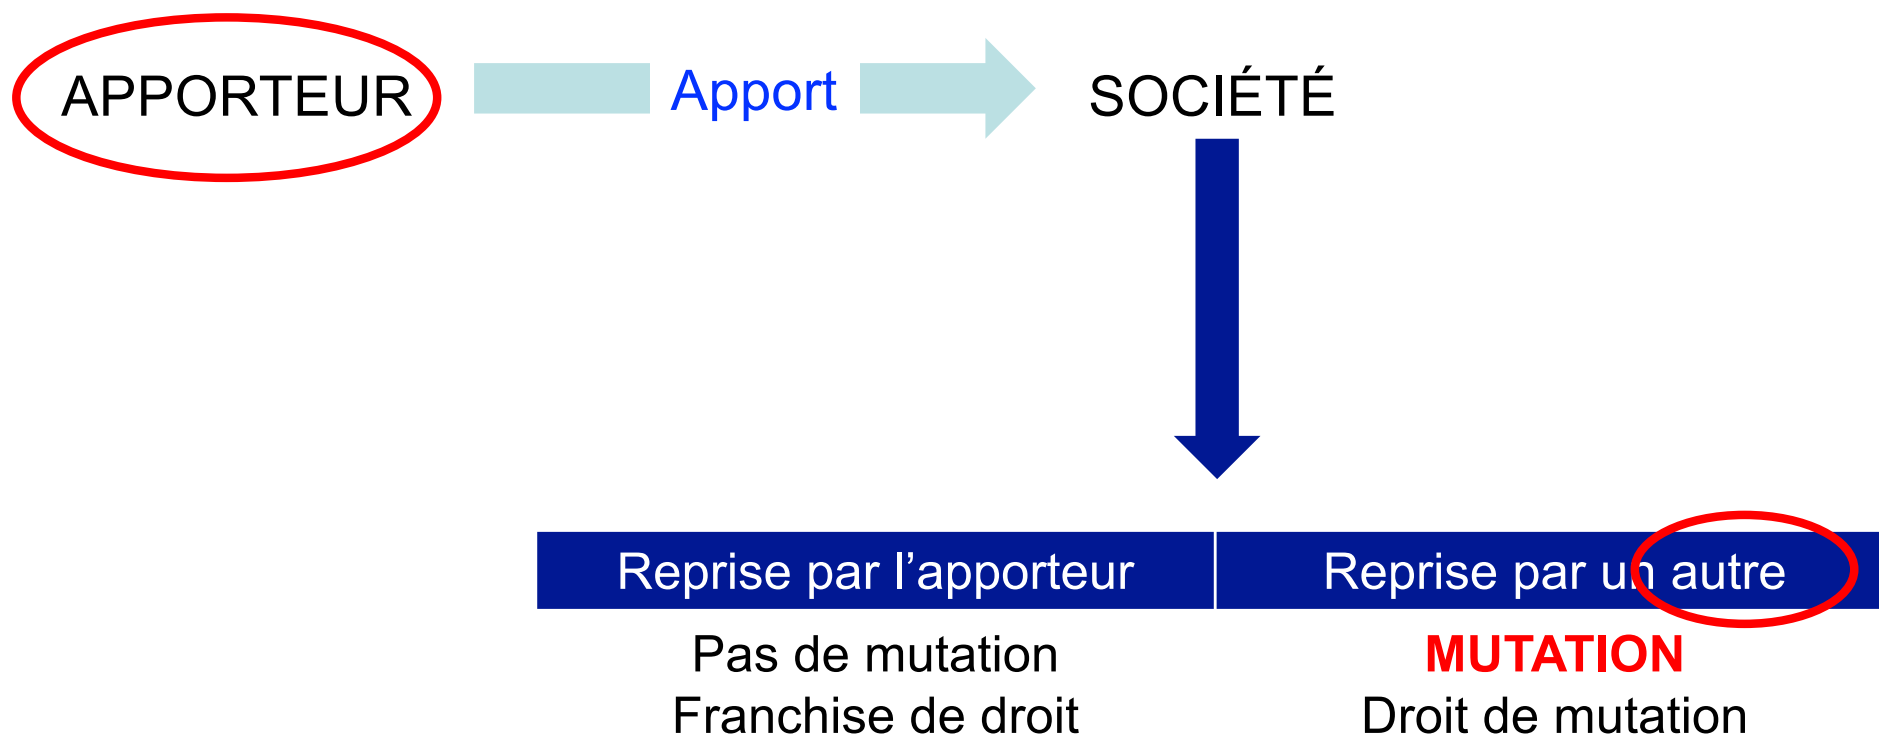 APPORTEUR Apport SOCIÉTÉ
Reprise par l’apporteur Reprise par un autre
Pas de mutation MUTATION
Franchise de droit Droit de mutation